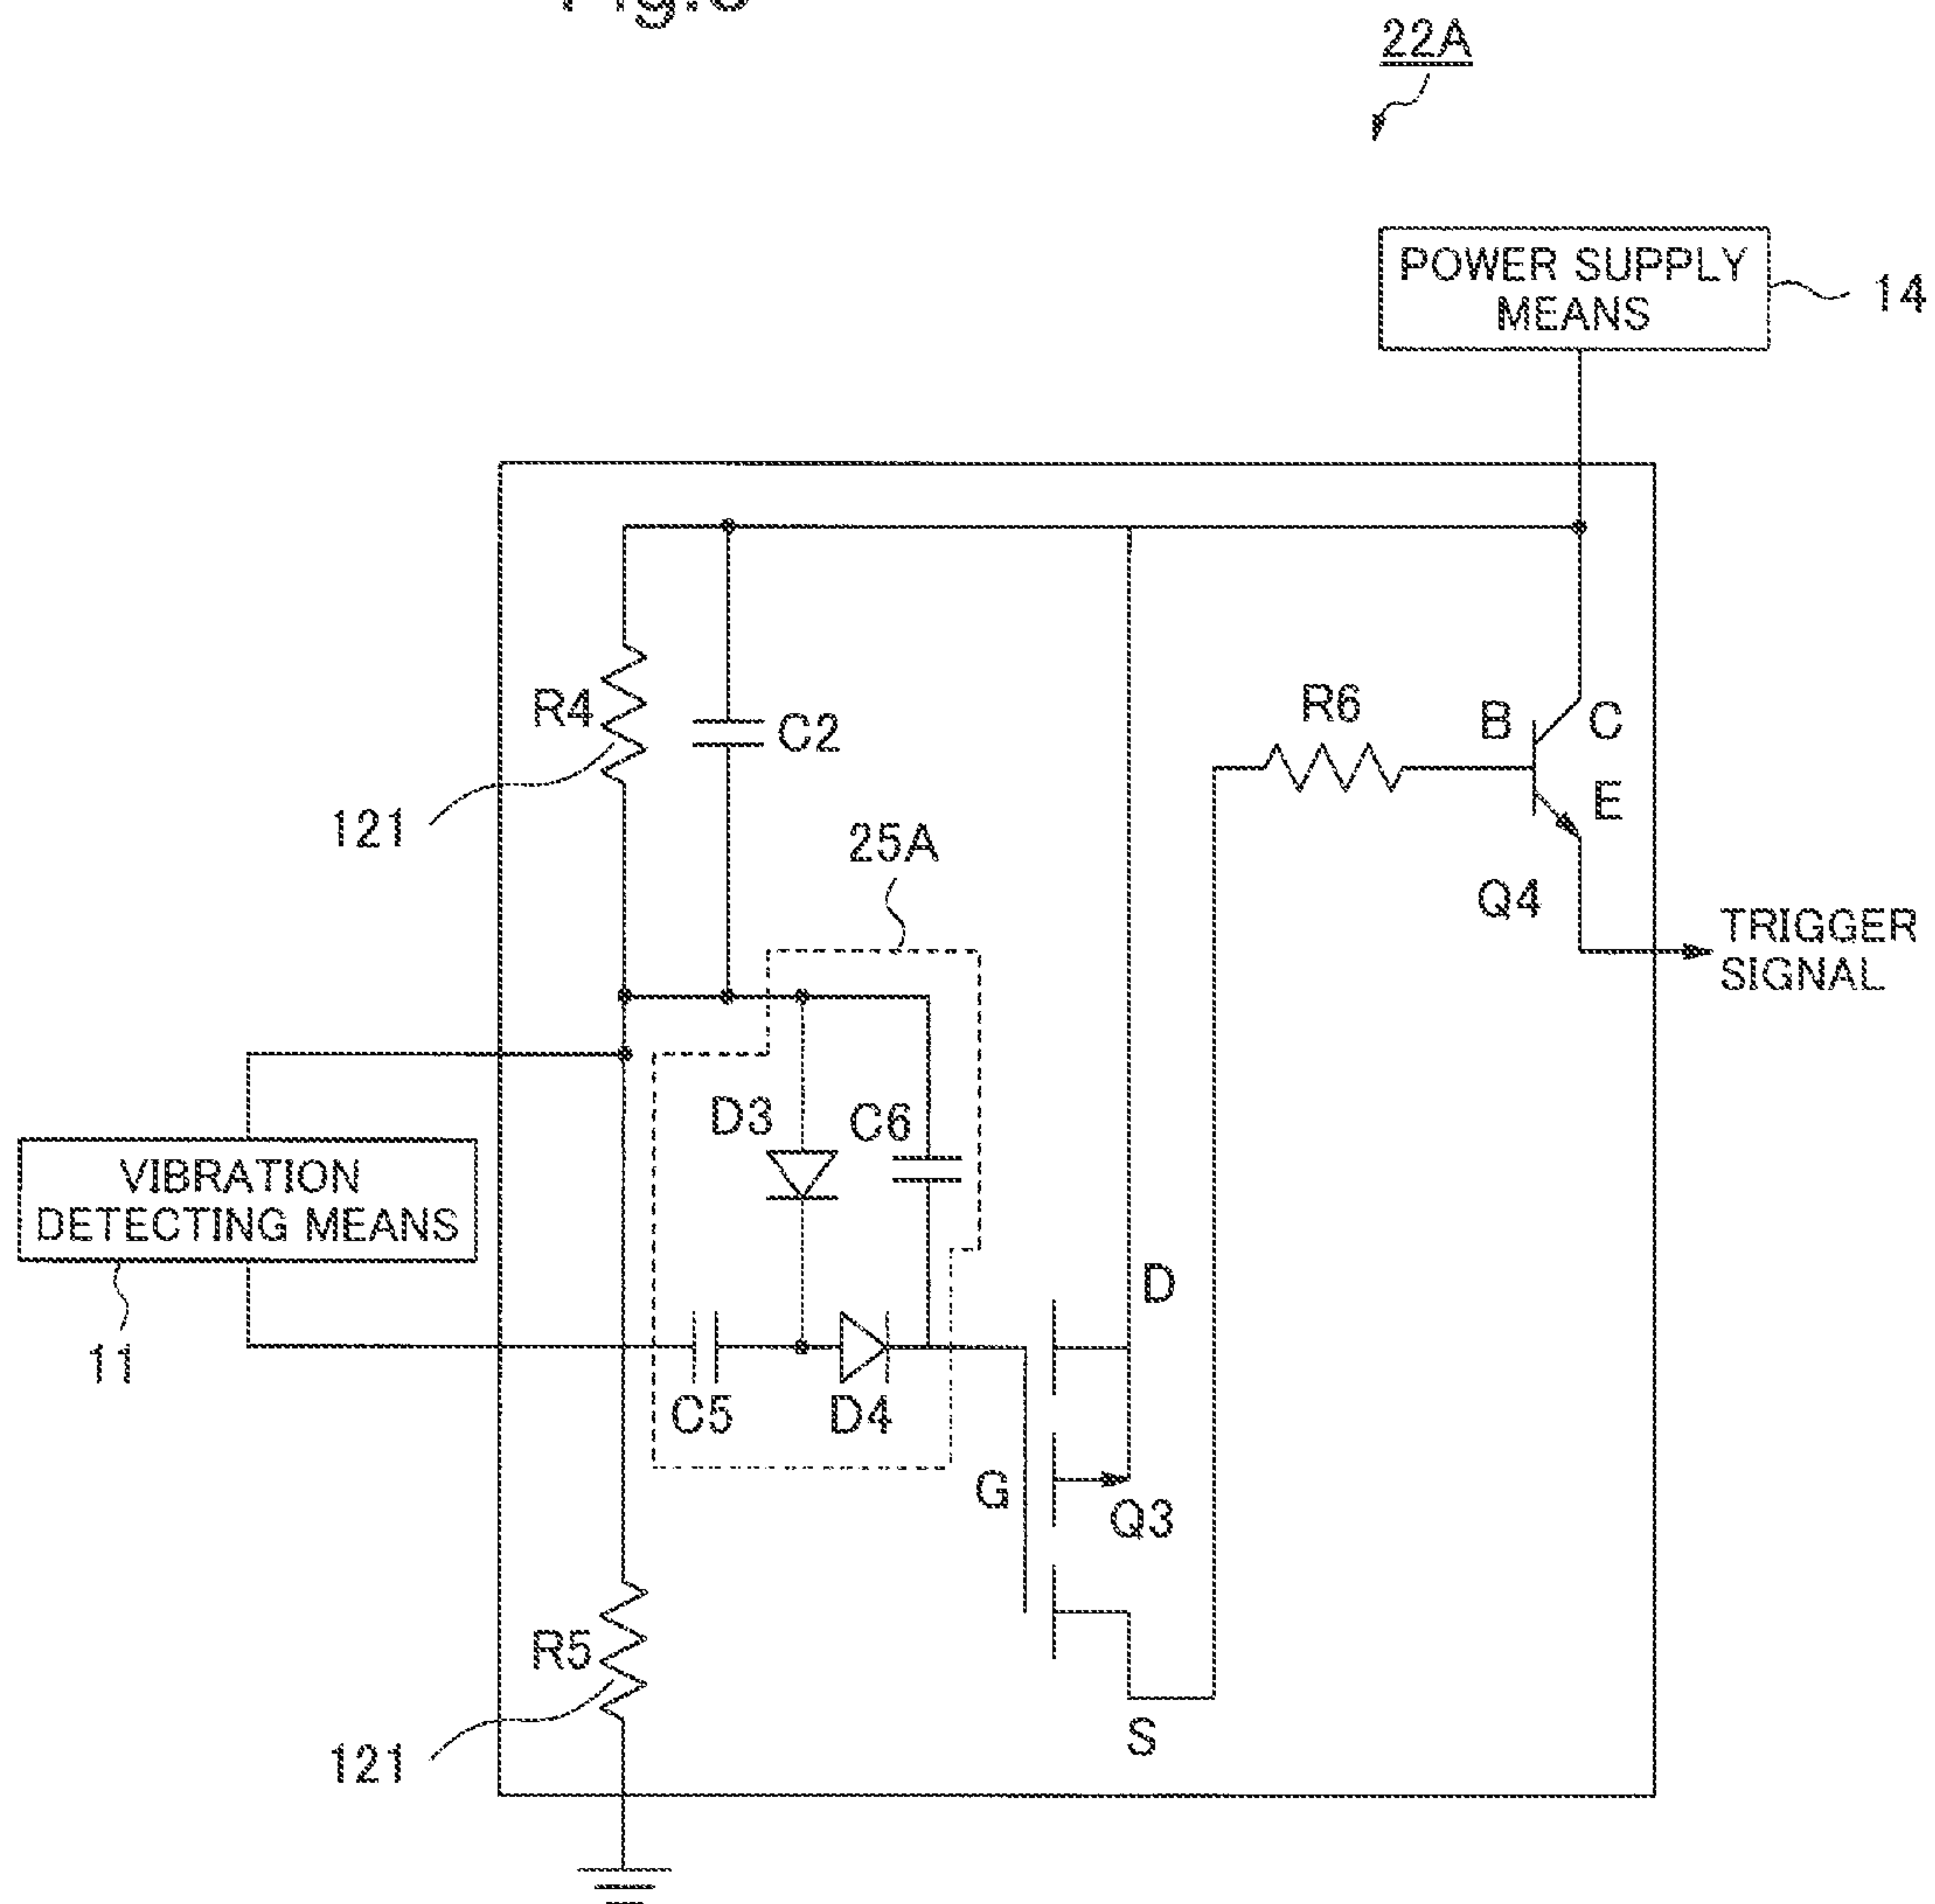 22A
POWER SUPPLY
MEANS
14
R4
C2
R6
B
C
E
121
25A
Q4
TRIGGER
SIGNAL
D3
C6
VIBRATION
DETECTING MEANS
11
D
C5
D4
G
Q3
R5
S
121